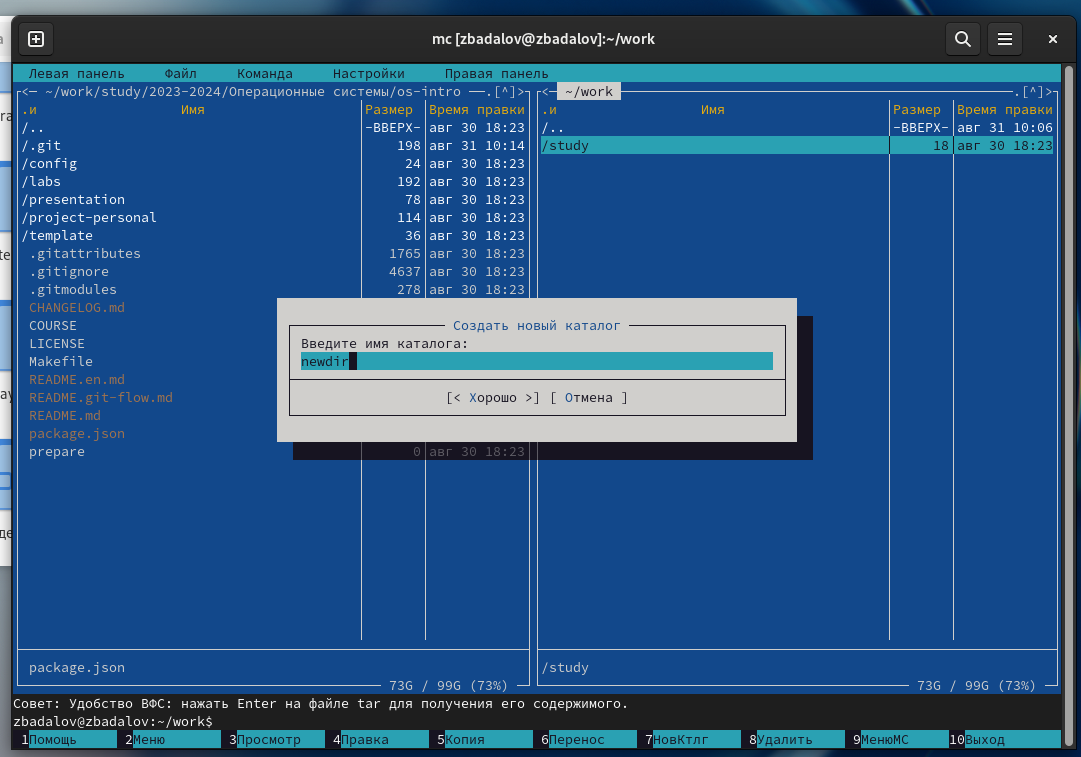 mc [zbadalov@zbadalov]:~/work
Левая панель Файл Команда Настройки Правая панель
<─ ~/work/study/2023-2024/Операционные системы/os-intro ──.[^]>
.и Имя Размер Время правки
/.. -ВВЕРХ- авг 30 18:23
/.git 198 авг 31 10:14
/config 24 авг 30 18:23
/labs 192 авг 30 18:23
/presentation 78 авг 30 18:23
/project-personal 114 авг 30 18:23
/template 36 авг 30 18:23
.gitattributes 1765 авг 30 18:23
.gitignore 4637 авг 30 18:23
.gitmodules 278 авг 30 18:23
CHANGELOG.md
COURSE
LICENSE
Makefile
README.en.md
README.git-flow.md
README.md
package.json
prepare 0 авг 30 18:23
package.json
73G / 99G (73%)
<─ ~/work .[^]>
.и Имя Размер Время правки
/.. -ВВЕРХ- авг 31 10:06
/study 18 авг 30 18:23
/study
73G / 99G (73%)
Создать новый каталог
Введите имя каталога:
newdir
[< Хорошо >] [ Отмена ]
Совет: Удобство ВФС: нажать Enter на файле tar для получения его содержимого.
zbadalov@zbadalov:~/work$
1Помощь 2Меню 3Просмотр 4Правка 5Копия 6Перенос 7НовКтлг 8Удалить 9МенюMC 10Выход